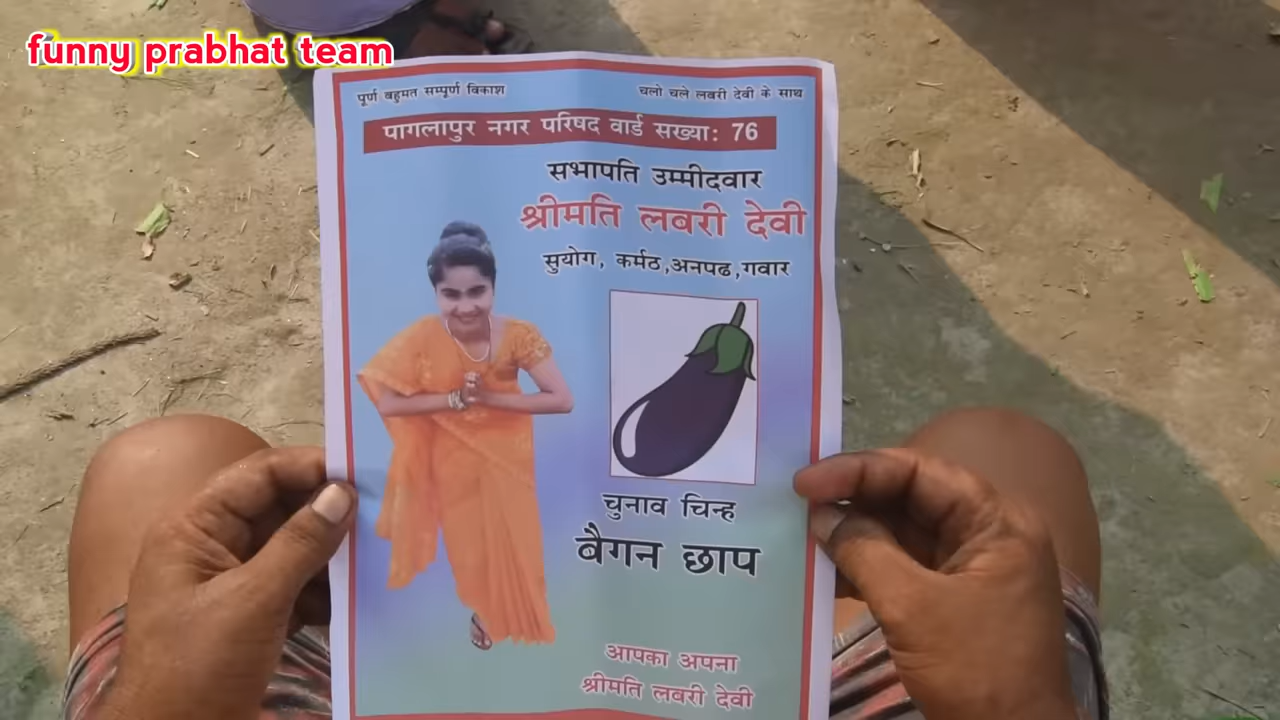 funny prabhat team
पूर्ण बहुमत सम्पूर्ण विकाश
चलो चले लबरी देवी के साथ
पागलापुर नगर परिषद वार्ड सख्या: 76
सभापति उम्मीदवार
श्रीमति लबरी देवी
सुयोग, कर्मठ,अनपढ,गवार
चुनाव चिन्ह
बैगन छाप
आपका अपना
श्रीमति लबरी देवी